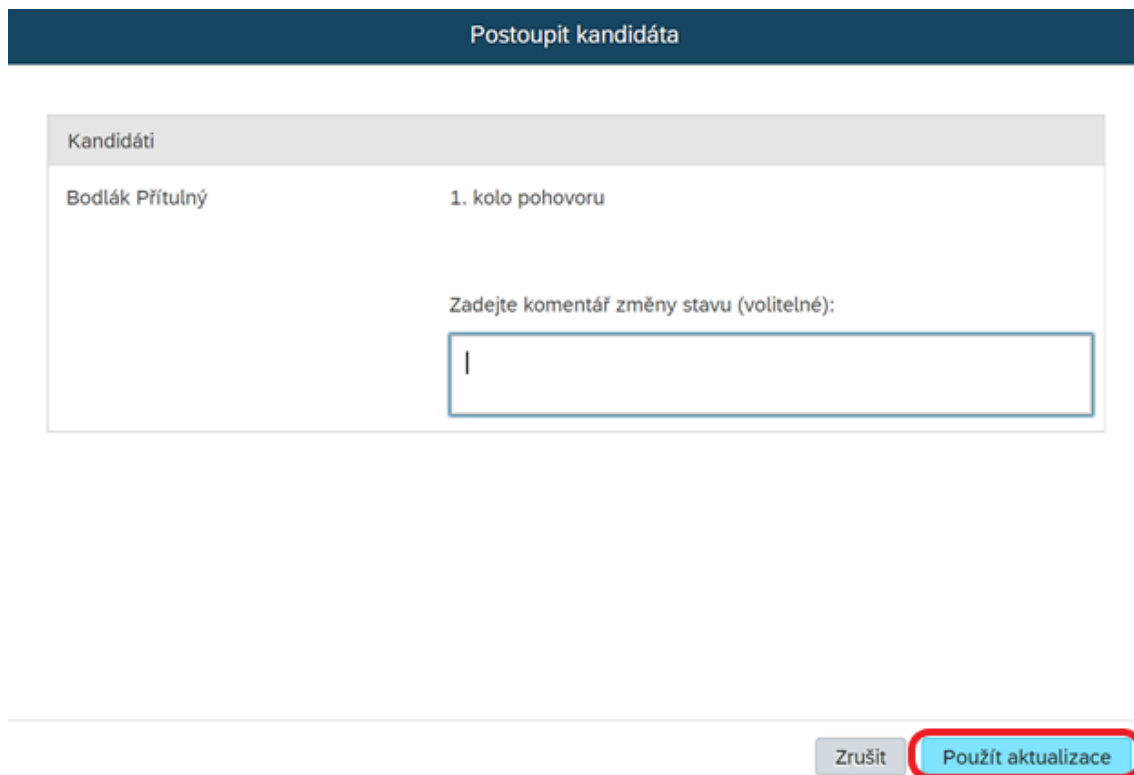 Postoupit kandidáta
Kandidáti
Bodlák Přítulný 1. kolo pohovoru
Zadejte komentář změny stavu (volitelné):
Zrušit Použít aktualizace